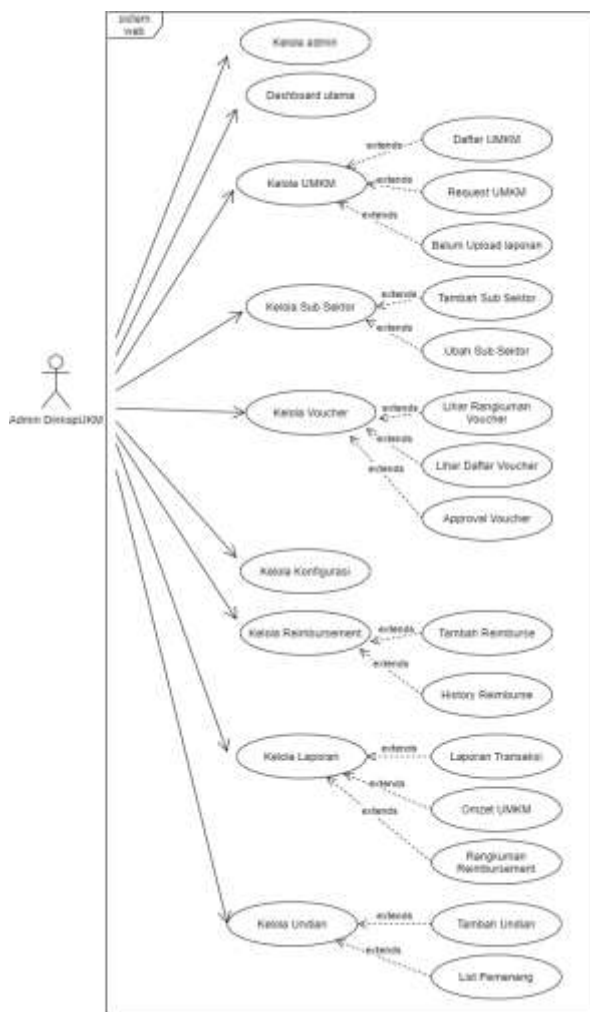 sistem
web
Kelola admin
Dashboard utama
extends
Daftar UMKM
Kelola UMKM
extends
Request UMKM
extends
Belum Upload laporan
extends
Tambah Sub Sektor
Kelola Sub Sektor
extends
Ubah Sub Sektor
Admin DinkopUKM
Kelola Voucher
extends
Lihar Rangkuman
Voucher
extends
Lihar Daftar Voucher
extends
Approval Voucher
Kelola Konfigurasi
Kelola Reimbursement
extends
Tambah Reimburse
extends
History Reimburse
Kelola Laporan
extends
Laporan Transaksi
extends
Omzet UMKM
extends
Rangkuman
Reimbursement
Kelola Undian
extends
Tambah Undian
extends
List Pemenang